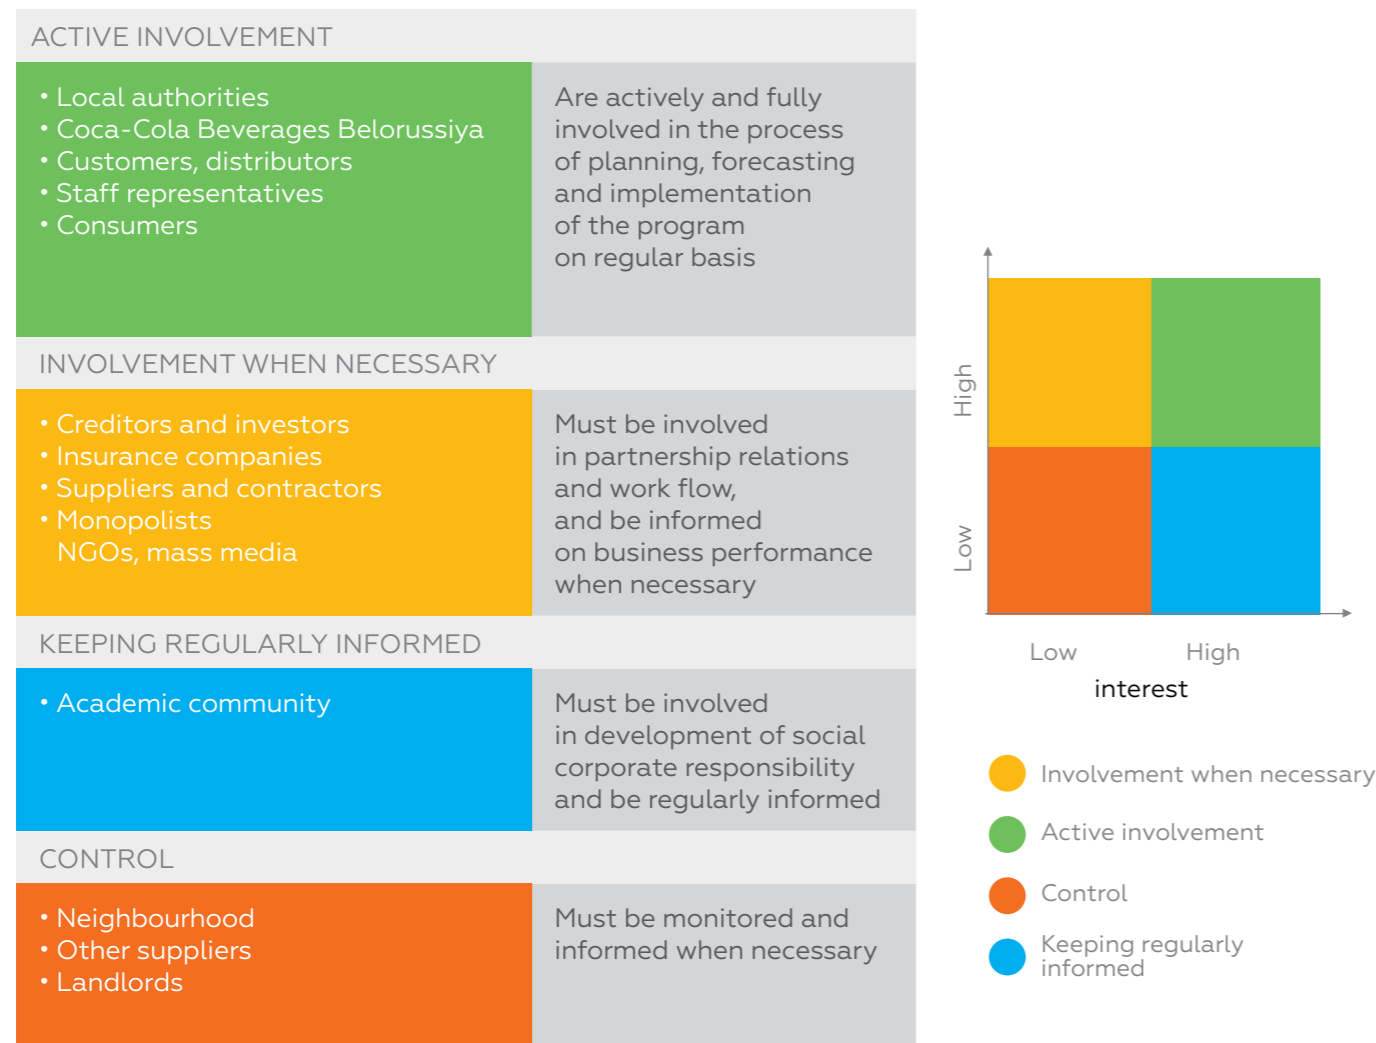 ACTIVE INVOLVEMENT
• Local authorities
• Coca-Cola Beverages Belorussiya
• Customers, distributors
• Staff representatives
• Consumers
Are actively and fully
involved in the process
of planning, forecasting
and implementation
of the program
on regular basis
INVOLVEMENT WHEN NECESSARY
• Creditors and investors
• Insurance companies
• Suppliers and contractors
• Monopolists
NGOs, mass media
Must be involved
in partnership relations
and work flow,
and be informed
on business performance
when necessary
KEEPING REGULARLY INFORMED
• Academic community
Must be involved
in development of social
corporate responsibility
and be regularly informed
CONTROL
• Neighbourhood
• Other suppliers
• Landlords
Must be monitored and
informed when necessary
High
Low
Low High
interest
Involvement when necessary
Active involvement
Control
Keeping regularly
informed